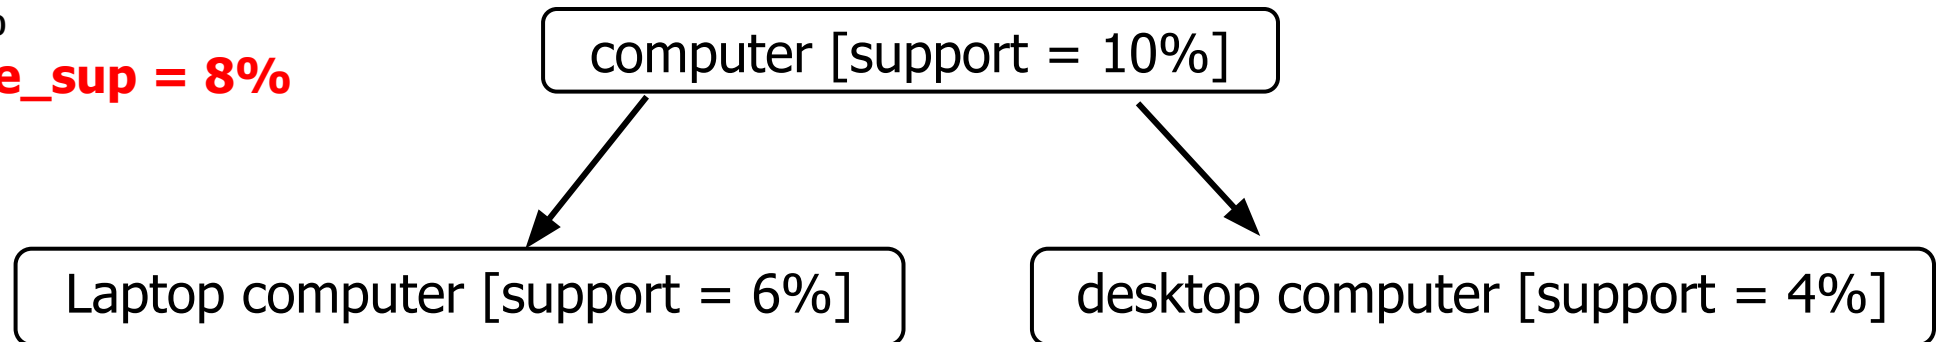 computer [support = 10%]
e_sup = 8%
Laptop computer [support = 6%]
desktop computer [support = 4%]